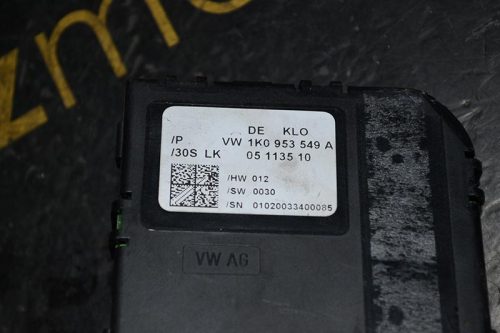 DE KLO
/P VW 1K0 953 549 A
/30S LK 05 1135 10
/HW 012
/SW 0030
/SN 01020033400085
VW AG